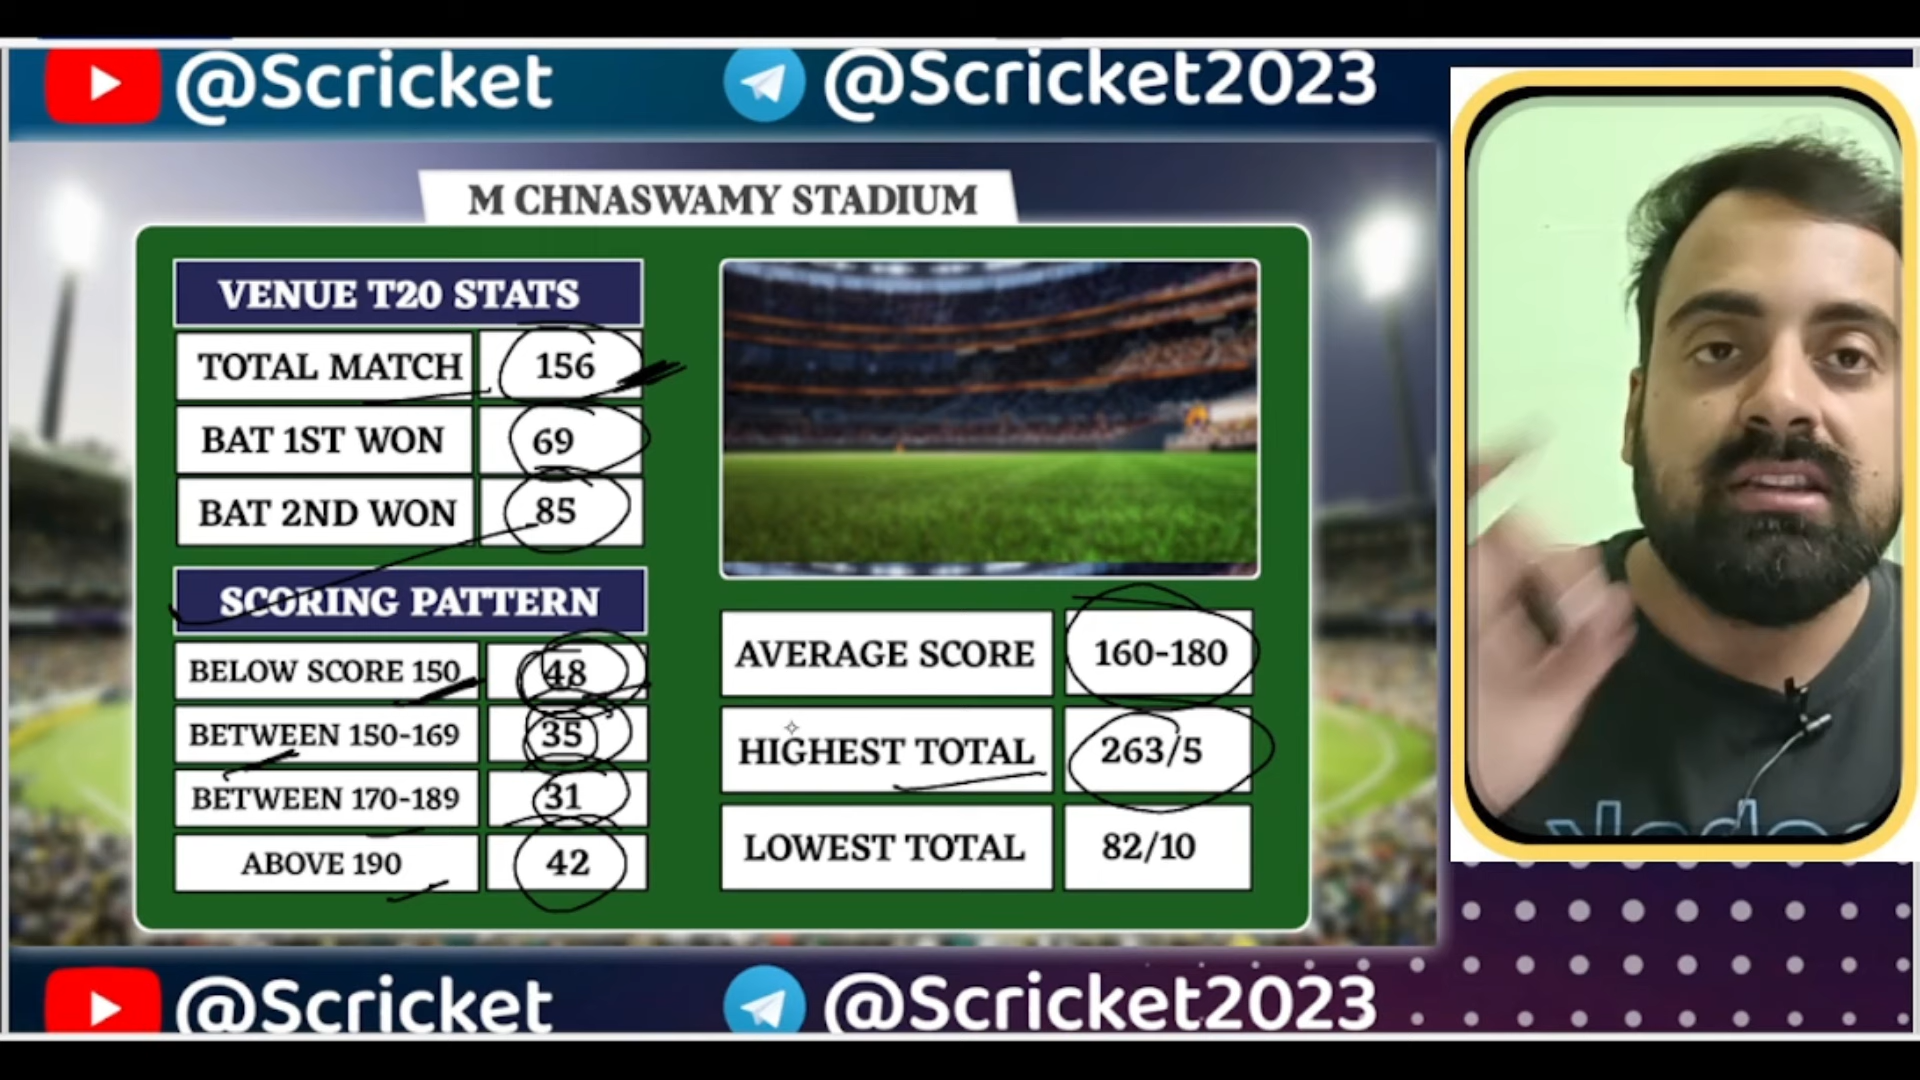 @Scricket
@Scricket2023
M CHNASWAMY STADIUM
VENUE T20 STATS
TOTAL MATCH 156
BAT 1ST WON 69
BAT 2ND WON 85
SCORING PATTERN
BELOW SCORE 150 48
BETWEEN 150-169 35
BETWEEN 170-189 31
ABOVE 190 42
AVERAGE SCORE 160-180
HIGHEST TOTAL 263/5
LOWEST TOTAL 82/10
@Scricket
@Scricket2023